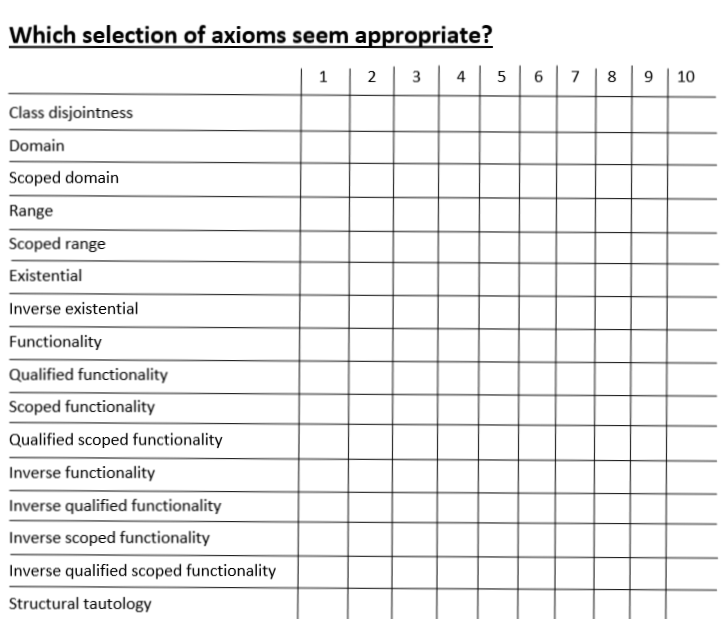 Which selection of axioms seem appropriate?
1 2 3 4 5 6 7 8 9 10
Class disjointness
Domain
Scoped domain
Range
Scoped range
Existential
Inverse existential
Functionality
Qualified functionality
Scoped functionality
Qualified scoped functionality
Inverse functionality
Inverse qualified functionality
Inverse scoped functionality
Inverse qualified scoped functionality
Structural tautology